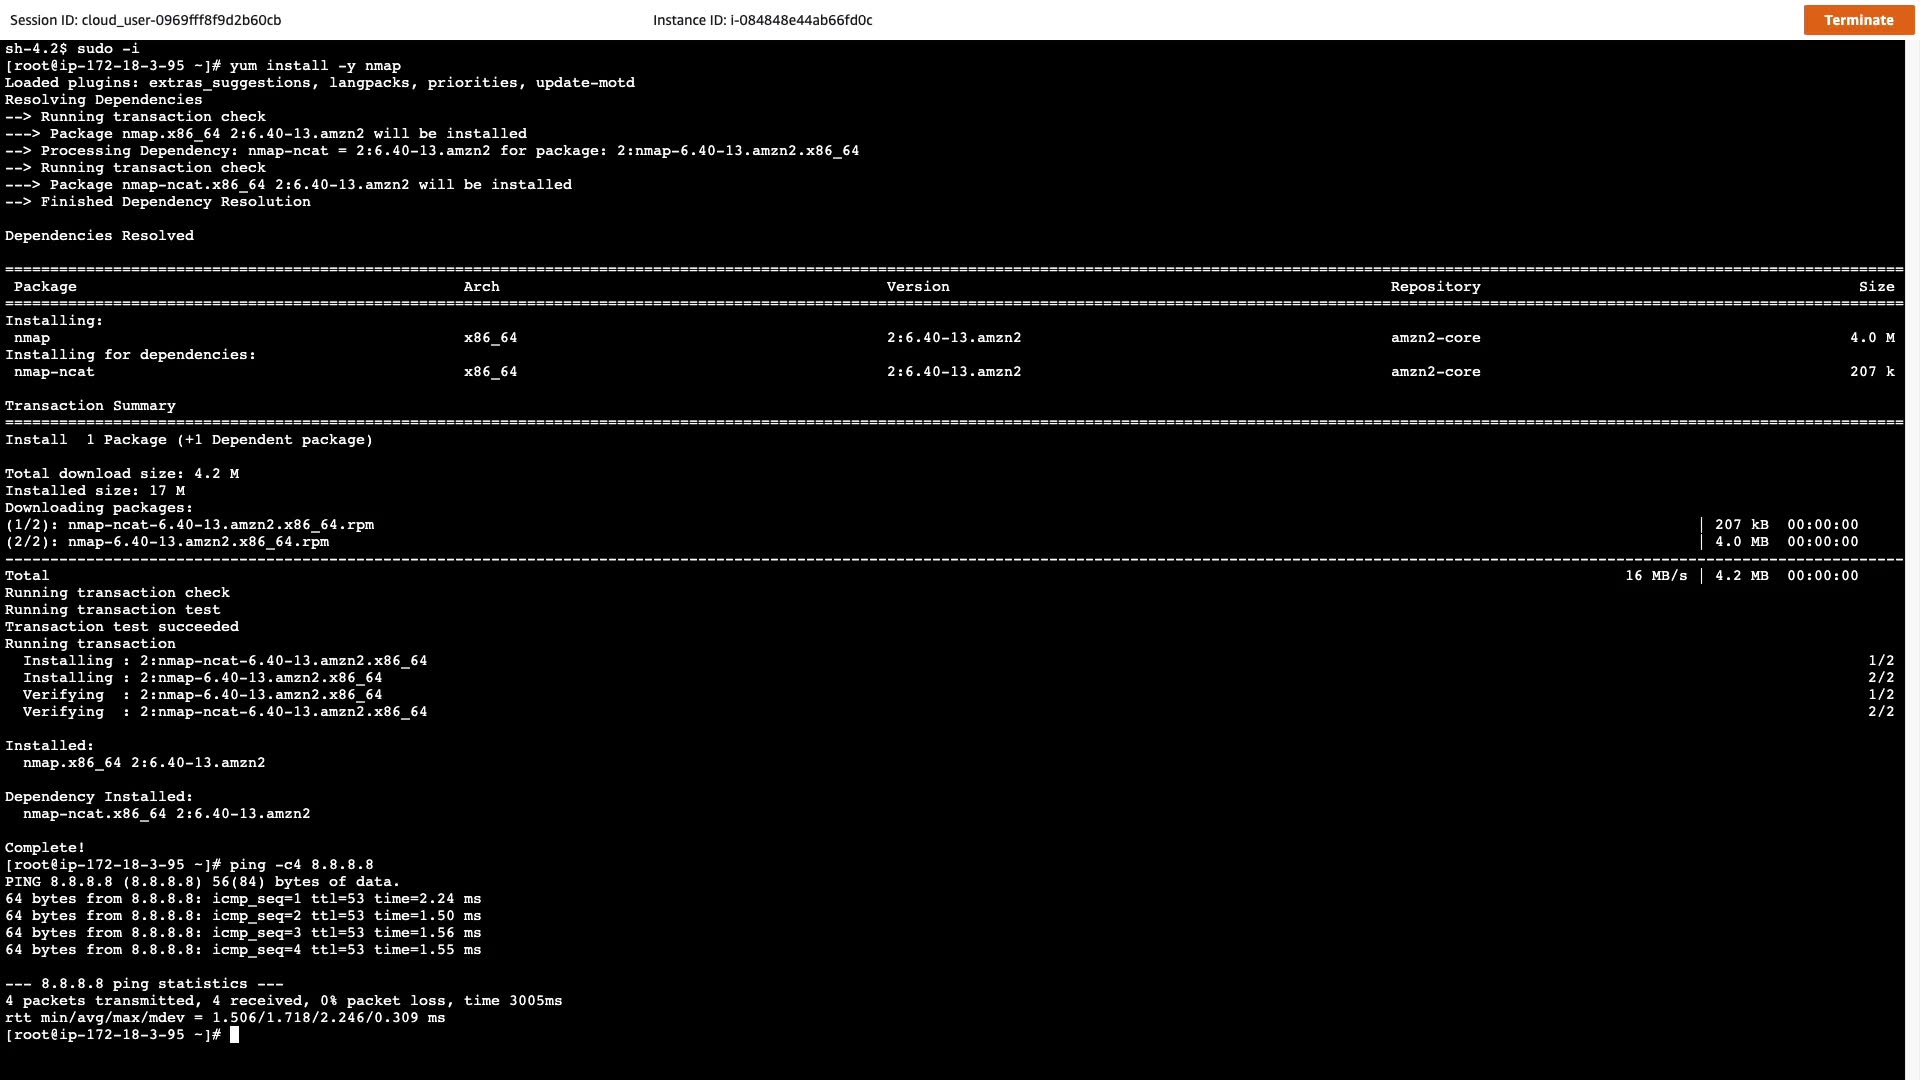 Session ID: cloud_user-0969fff8f9d2b60cb Instance ID: i-084848e44ab66fd0c Terminate
sh-4.2$ sudo -i
[root@ip-172-18-3-95 ~]# yum install -y nmap
Loaded plugins: extras_suggestions, langpacks, priorities, update-motd
Resolving Dependencies
--> Running transaction check
---> Package nmap.x86_64 2:6.40-13.amzn2 will be installed
--> Processing Dependency: nmap-ncat = 2:6.40-13.amzn2 for package: 2:nmap-6.40-13.amzn2.x86_64
--> Running transaction check
---> Package nmap-ncat.x86_64 2:6.40-13.amzn2 will be installed
--> Finished Dependency Resolution
Dependencies Resolved
Package Arch Version Repository Size
Installing:
nmap x86_64 2:6.40-13.amzn2 amzn2-core 4.0 M
Installing for dependencies:
nmap-ncat x86_64 2:6.40-13.amzn2 amzn2-core 207 k
Transaction Summary
Install  1 Package (+1 Dependent package)
Total download size: 4.2 M
Installed size: 17 M
Downloading packages:
(1/2): nmap-ncat-6.40-13.amzn2.x86_64.rpm | 207 kB  00:00:00
(2/2): nmap-6.40-13.amzn2.x86_64.rpm | 4.0 MB  00:00:00
Total 16 MB/s | 4.2 MB  00:00:00
Running transaction check
Running transaction test
Transaction test succeeded
Running transaction
Installing : 2:nmap-ncat-6.40-13.amzn2.x86_64 1/2
Installing : 2:nmap-6.40-13.amzn2.x86_64 2/2
Verifying  : 2:nmap-6.40-13.amzn2.x86_64 1/2
Verifying  : 2:nmap-ncat-6.40-13.amzn2.x86_64 2/2
Installed:
nmap.x86_64 2:6.40-13.amzn2
Dependency Installed:
nmap-ncat.x86_64 2:6.40-13.amzn2
Complete!
[root@ip-172-18-3-95 ~]# ping -c4 8.8.8.8
PING 8.8.8.8 (8.8.8.8) 56(84) bytes of data.
64 bytes from 8.8.8.8: icmp_seq=1 ttl=53 time=2.24 ms
64 bytes from 8.8.8.8: icmp_seq=2 ttl=53 time=1.50 ms
64 bytes from 8.8.8.8: icmp_seq=3 ttl=53 time=1.56 ms
64 bytes from 8.8.8.8: icmp_seq=4 ttl=53 time=1.55 ms
--- 8.8.8.8 ping statistics ---
4 packets transmitted, 4 received, 0% packet loss, time 3005ms
rtt min/avg/max/mdev = 1.506/1.718/2.246/0.309 ms
[root@ip-172-18-3-95 ~]#